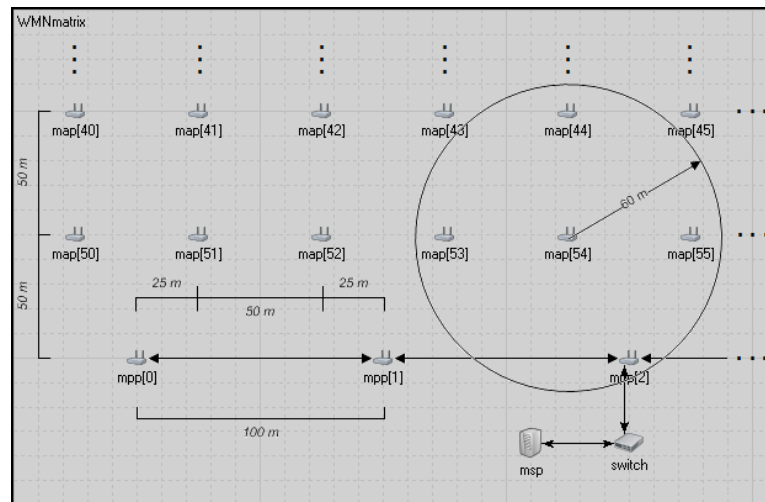 WMNmatrix
map[40] map[41] map[42] map[43] map[44] map[45]
50 m
60 m
map[50] map[51] map[52] map[53] map[54] map[55]
50 m
25 m 25 m
50 m
mpp[0] mpp[1] mpp[2]
100 m
msp switch